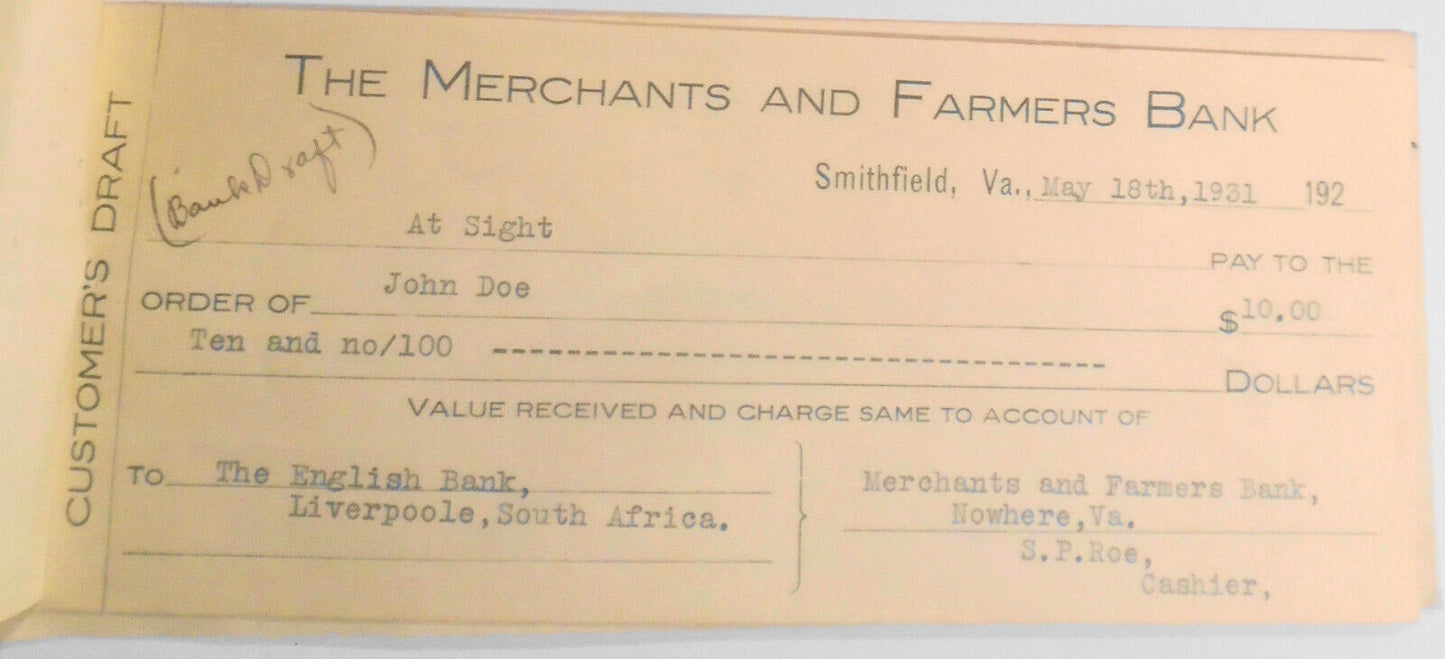 THE MERCHANTS AND FARMERS BANK
CUSTOMER'S DRAFT
(Bank Draft)
Smithfield, Va., May 18th,1931 192
At Sight PAY TO THE
ORDER OF John Doe $10.00
Ten and no/100 ---------------------------------- DOLLARS
VALUE RECEIVED AND CHARGE SAME TO ACCOUNT OF
TO The English Bank,
Liverpoole,South Africa.
Merchants and Farmers Bank,
Nowhere,Va.
S.P.Roe,
Cashier,